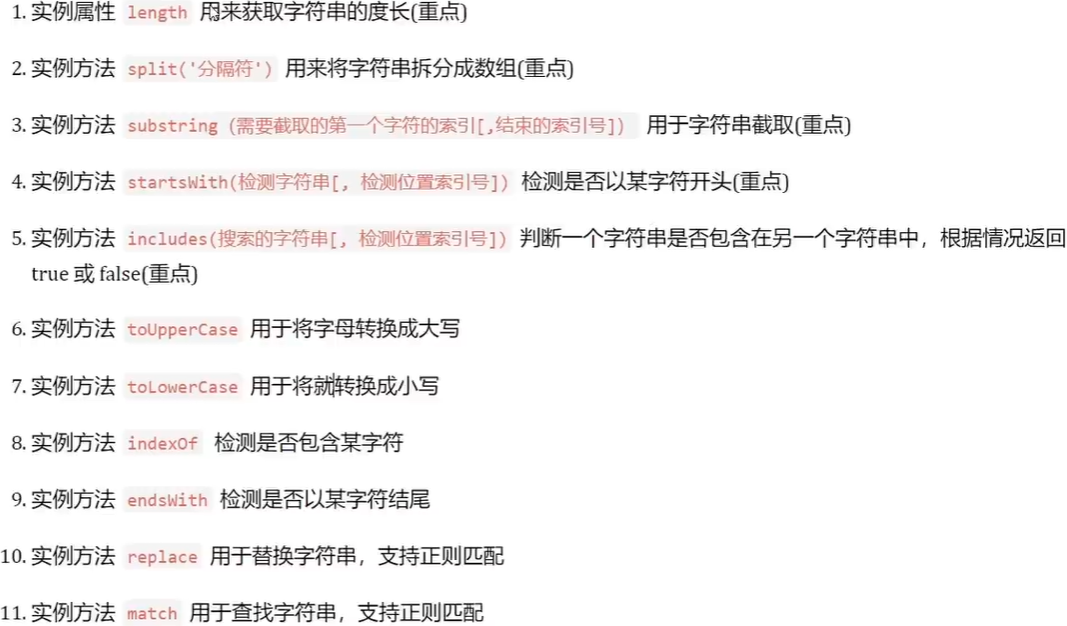 1. 实例属性 length 用来获取字符串的度长(重点)
2. 实例方法 split('分隔符') 用来将字符串拆分成数组(重点)
3. 实例方法 substring (需要截取的第一个字符的索引[,结束的索引号]) 用于字符串截取(重点)
4. 实例方法 startsWith(检测字符串[, 检测位置索引号]) 检测是否以某字符开头(重点)
5. 实例方法 includes(搜索的字符串[, 检测位置索引号]) 判断一个字符串是否包含在另一个字符串中，根据情况返回
true 或 false(重点)
6. 实例方法 toUpperCase 用于将字母转换成大写
7. 实例方法 toLowerCase 用于将就转换成小写
8. 实例方法 indexOf 检测是否包含某字符
9. 实例方法 endsWith 检测是否以某字符结尾
10. 实例方法 replace 用于替换字符串，支持正则匹配
11. 实例方法 match 用于查找字符串，支持正则匹配